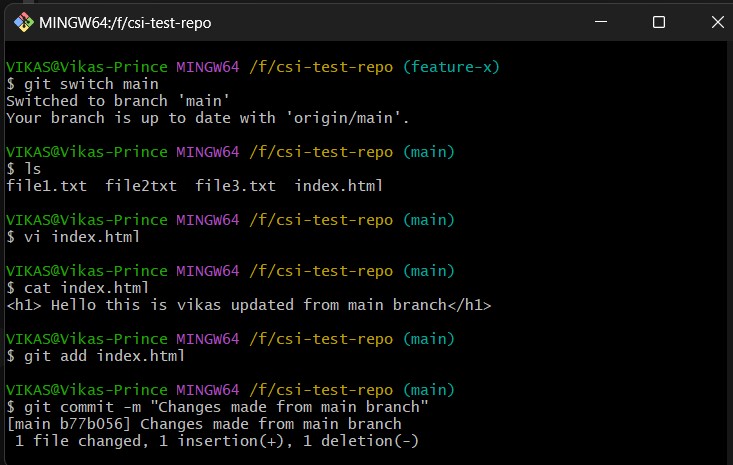 MINGW64:/f/csi-test-repo
VIKAS@Vikas-Prince MINGW64 /f/csi-test-repo (feature-x)
$ git switch main
Switched to branch 'main'
Your branch is up to date with 'origin/main'.
VIKAS@Vikas-Prince MINGW64 /f/csi-test-repo (main)
$ ls
file1.txt  file2txt  file3.txt  index.html
VIKAS@Vikas-Prince MINGW64 /f/csi-test-repo (main)
$ vi index.html
VIKAS@Vikas-Prince MINGW64 /f/csi-test-repo (main)
$ cat index.html
<h1> Hello this is vikas updated from main branch</h1>
VIKAS@Vikas-Prince MINGW64 /f/csi-test-repo (main)
$ git add index.html
VIKAS@Vikas-Prince MINGW64 /f/csi-test-repo (main)
$ git commit -m "Changes made from main branch"
[main b77b056] Changes made from main branch
 1 file changed, 1 insertion(+), 1 deletion(-)